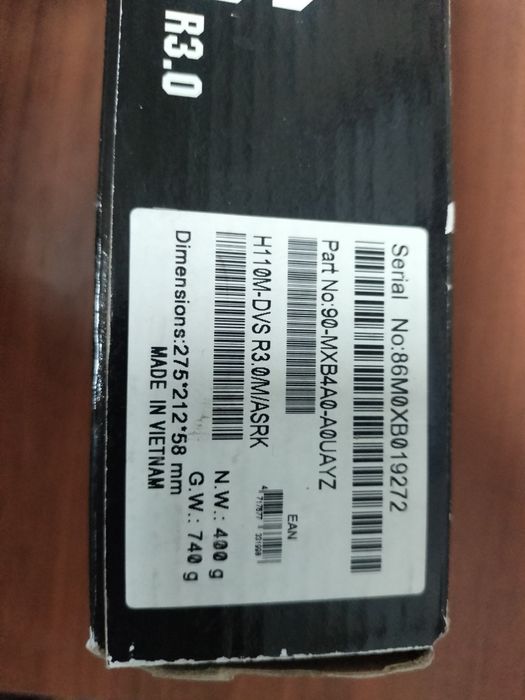 R3.0
Serial No:86M0XB019272
Part No:90-MXB4A0-A0UAYZ
H110M-DVS R3.0/M/ASRK
EAN
Dimensions:275*212*58 mm
N.W.: 400 g
G.W.: 740 g
MADE IN VIETNAM